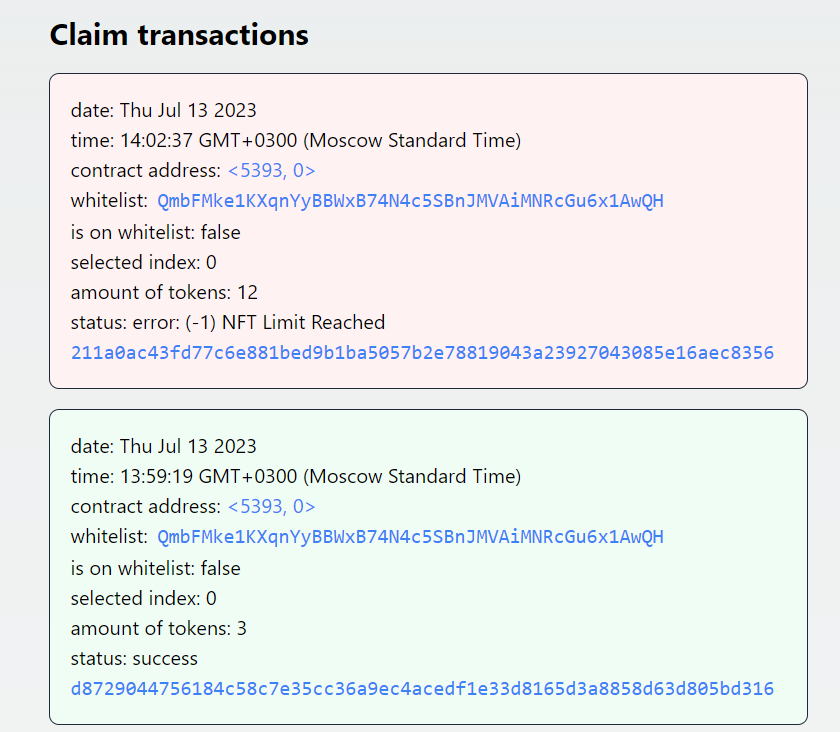 Claim transactions
date: Thu Jul 13 2023
time: 14:02:37 GMT+0300 (Moscow Standard Time)
contract address: <5393, 0>
whitelist: QmbFMke1KXqnYyBBWxB74N4c5SBnJMVAiMNRcGu6x1AwQH
is on whitelist: false
selected index: 0
amount of tokens: 12
status: error: (-1) NFT Limit Reached
211a0ac43fd77c6e881bed9b1ba5057b2e78819043a23927043085e16aec8356
date: Thu Jul 13 2023
time: 13:59:19 GMT+0300 (Moscow Standard Time)
contract address: <5393, 0>
whitelist: QmbFMke1KXqnYyBBWxB74N4c5SBnJMVAiMNRcGu6x1AwQH
is on whitelist: false
selected index: 0
amount of tokens: 3
status: success
d8729044756184c58c7e35cc36a9ec4acedf1e33d8165d3a8858d63d805bd316